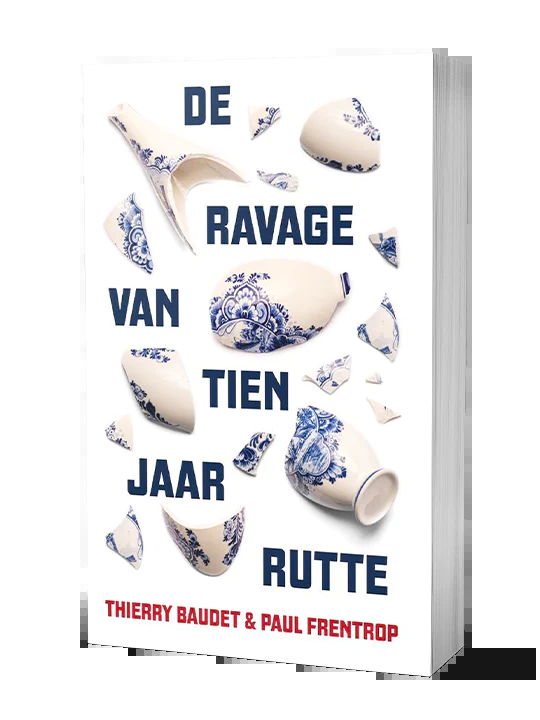 DE
RAVAGE
VAN
TIEN
JAAR
RUTTE
THIERRY BAUDET & PAUL FRENTROP